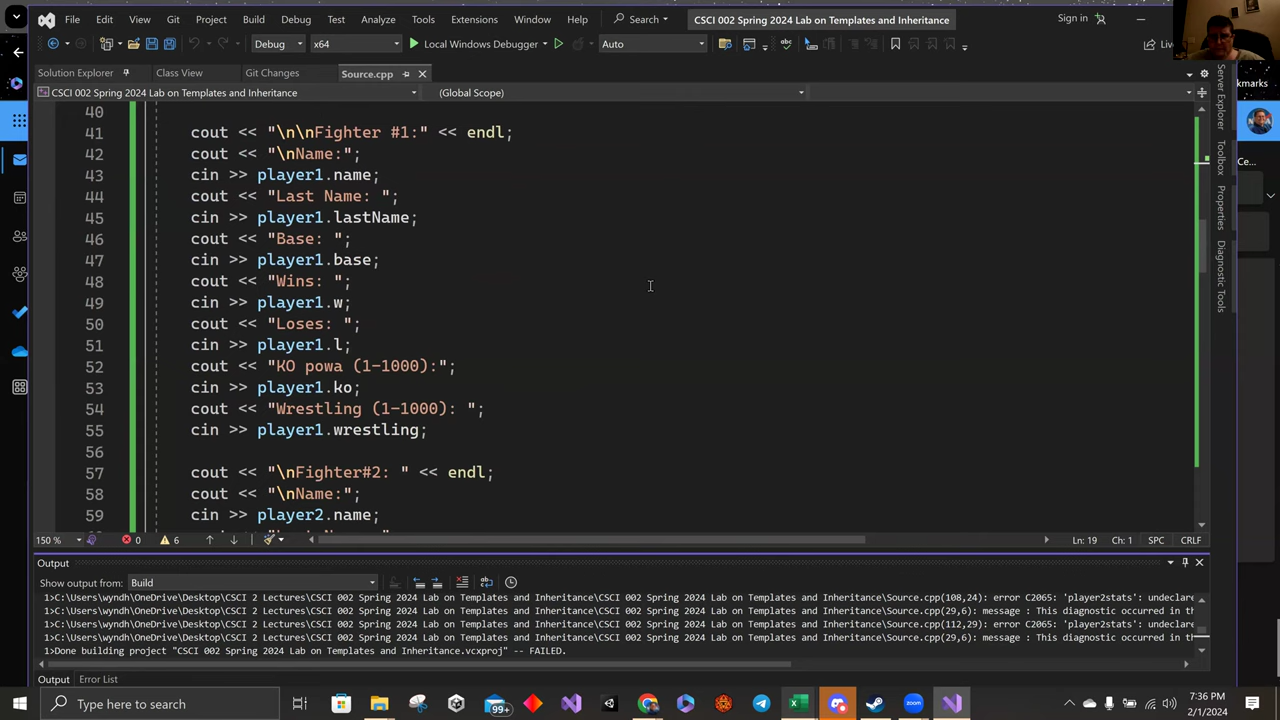 File Edit View Git Project Build Debug Test Analyze Tools Extensions Window Help Search CSCI 002 Spring 2024 Lab on Templates and Inheritance Sign in
Debug x64 Local Windows Debugger Auto Live
Solution Explorer Class View Git Changes Source.cpp
kmarks
CSCI 002 Spring 2024 Lab on Templates and Inheritance (Global Scope)
40
41 cout << "\n\nFighter #1:" << endl;
42 cout << "\nName:";
43 cin >> player1.name;
44 cout << "Last Name: ";
45 cin >> player1.lastName;
46 cout << "Base: ";
47 cin >> player1.base;
48 cout << "Wins: ";
49 cin >> player1.w;
50 cout << "Loses: ";
51 cin >> player1.l;
52 cout << "KO powa (1-1000):";
53 cin >> player1.ko;
54 cout << "Wrestling (1-1000): ";
55 cin >> player1.wrestling;
56
57 cout << "\nFighter#2: " << endl;
58 cout << "\nName:";
59 cin >> player2.name;
Server Explorer
Toolbox
Properties
Diagnostic Tools
Ce...
150 % 0 6 Ln: 19 Ch: 1 SPC CRLF
Output
Show output from: Build
1>C:\Users\wyndh\OneDrive\Desktop\CSCI 2 Lectures\CSCI 002 Spring 2024 Lab on Templates and Inheritance\CSCI 002 Spring 2024 Lab on Templates and Inheritance\Source.cpp(108,24): error C2065: 'player2stats': undeclare
1>C:\Users\wyndh\OneDrive\Desktop\CSCI 2 Lectures\CSCI 002 Spring 2024 Lab on Templates and Inheritance\CSCI 002 Spring 2024 Lab on Templates and Inheritance\Source.cpp(29,6): message : This diagnostic occurred in th
1>C:\Users\wyndh\OneDrive\Desktop\CSCI 2 Lectures\CSCI 002 Spring 2024 Lab on Templates and Inheritance\CSCI 002 Spring 2024 Lab on Templates and Inheritance\Source.cpp(112,29): error C2065: 'player2stats': undeclare
1>C:\Users\wyndh\OneDrive\Desktop\CSCI 2 Lectures\CSCI 002 Spring 2024 Lab on Templates and Inheritance\CSCI 002 Spring 2024 Lab on Templates and Inheritance\Source.cpp(29,6): message : This diagnostic occurred in th
1>Done building project "CSCI 002 Spring 2024 Lab on Templates and Inheritance.vcxproj" -- FAILED.
Output Error List
Type here to search 99+ zoom 7:36 PM
2/1/2024